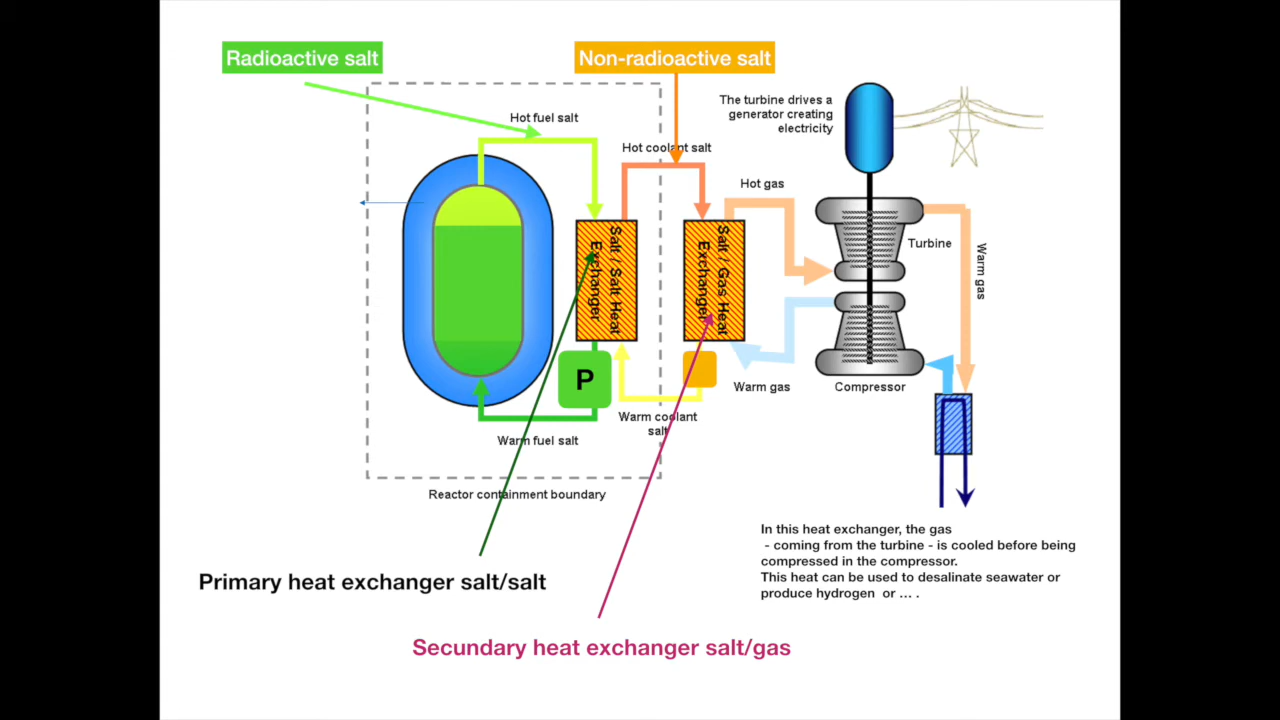 Radioactive salt
Non-radioactive salt
The turbine drives a
generator creating
electricity
Hot fuel salt
Hot coolant salt
Hot gas
Salt / Salt Heat
Exchanger
Salt / Gas Heat
Exchanger
Turbine
Warm gas
P
Warm gas
Compressor
Warm coolant
salt
Warm fuel salt
Reactor containment boundary
In this heat exchanger, the gas
- coming from the turbine - is cooled before being
compressed in the compressor.
This heat can be used to desalinate seawater or
produce hydrogen or ... .
Primary heat exchanger salt/salt
Secundary heat exchanger salt/gas